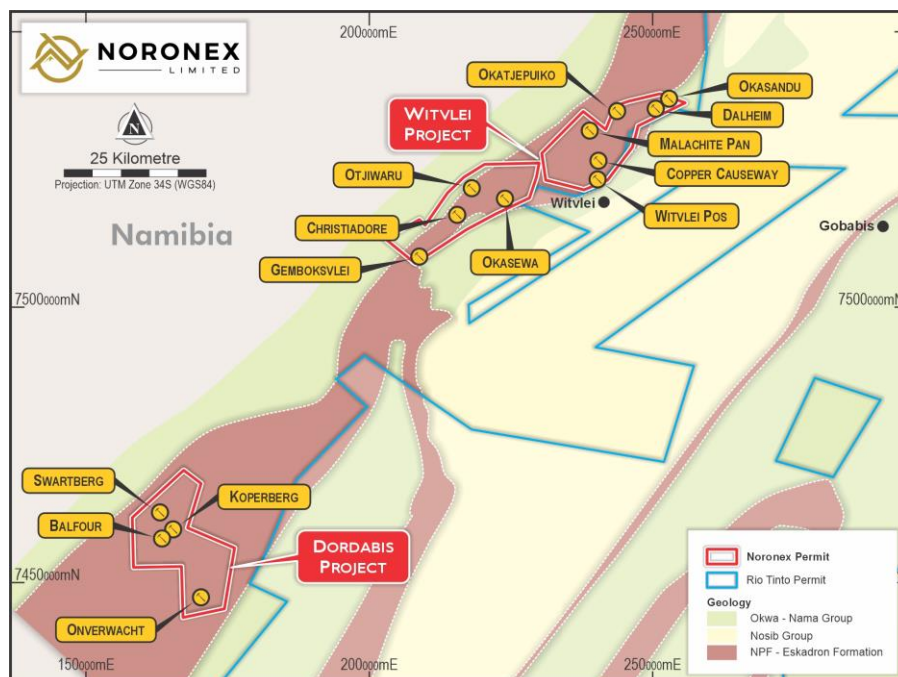 NORONEX
LIMITED
200000mE
250000mE
N
25 Kilometre
Projection: UTM Zone 34S (WGS84)
Namibia
WITVLEI
PROJECT
OKATJEPUIKO
OKASANDU
DALHEIM
MALACHITE PAN
COPPER CAUSEWAY
WITVLEI POS
Witvlei
Gobabis
OTJIWARU
CHRISTIADORE
GEMBOKSVLEI
OKASEWA
7500000mN
7500000mN
SWARTBERG
KOPERBERG
BALFOUR
DORDABIS
PROJECT
ONVERWACHT
7450000mN
Noronex Permit
Rio Tinto Permit
Geology
Okwa - Nama Group
Nosib Group
NPF - Eskadron Formation
150000mE
200000mE
250000mE